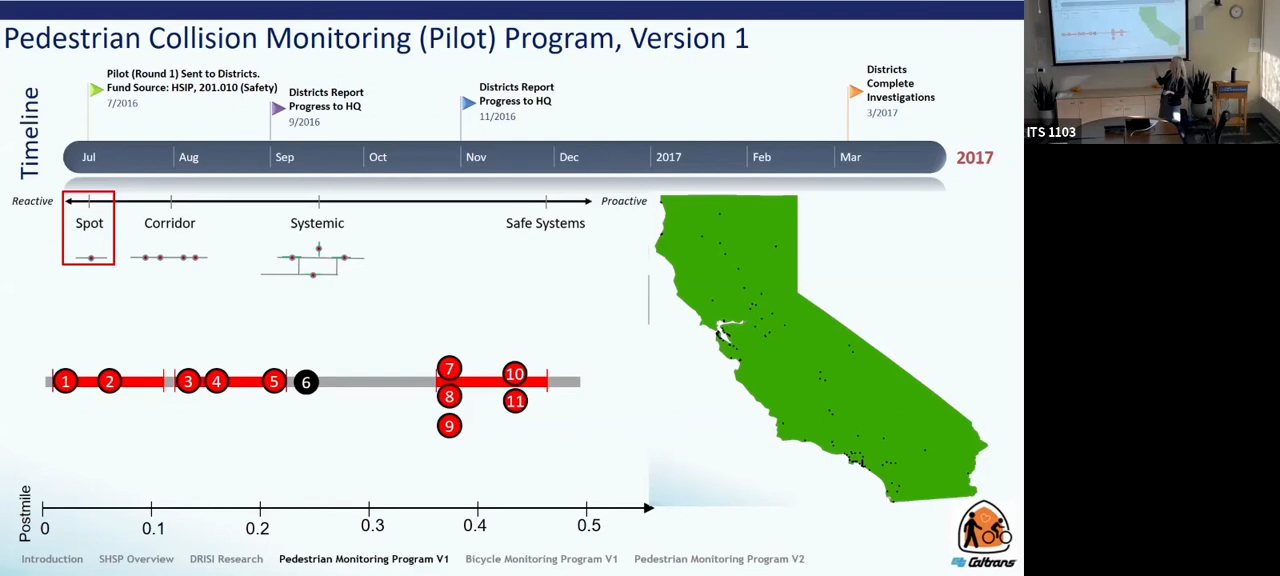 Pedestrian Collision Monitoring (Pilot) Program, Version 1
Timeline
Pilot (Round 1) Sent to Districts.
Fund Source: HSIP, 201.010 (Safety)
7/2016
Districts Report
Progress to HQ
9/2016
Districts Report
Progress to HQ
11/2016
Districts
Complete
Investigations
3/2017
Jul Aug Sep Oct Nov Dec 2017 Feb Mar 2017
Reactive Proactive
Spot Corridor Systemic Safe Systems
1 2 3 4 5 6 7 10
8 11
9
Postmile
0 0.1 0.2 0.3 0.4 0.5
Introduction SHSP Overview DRISI Research Pedestrian Monitoring Program V1 Bicycle Monitoring Program V1 Pedestrian Monitoring Program V2
Caltrans
ITS 1103